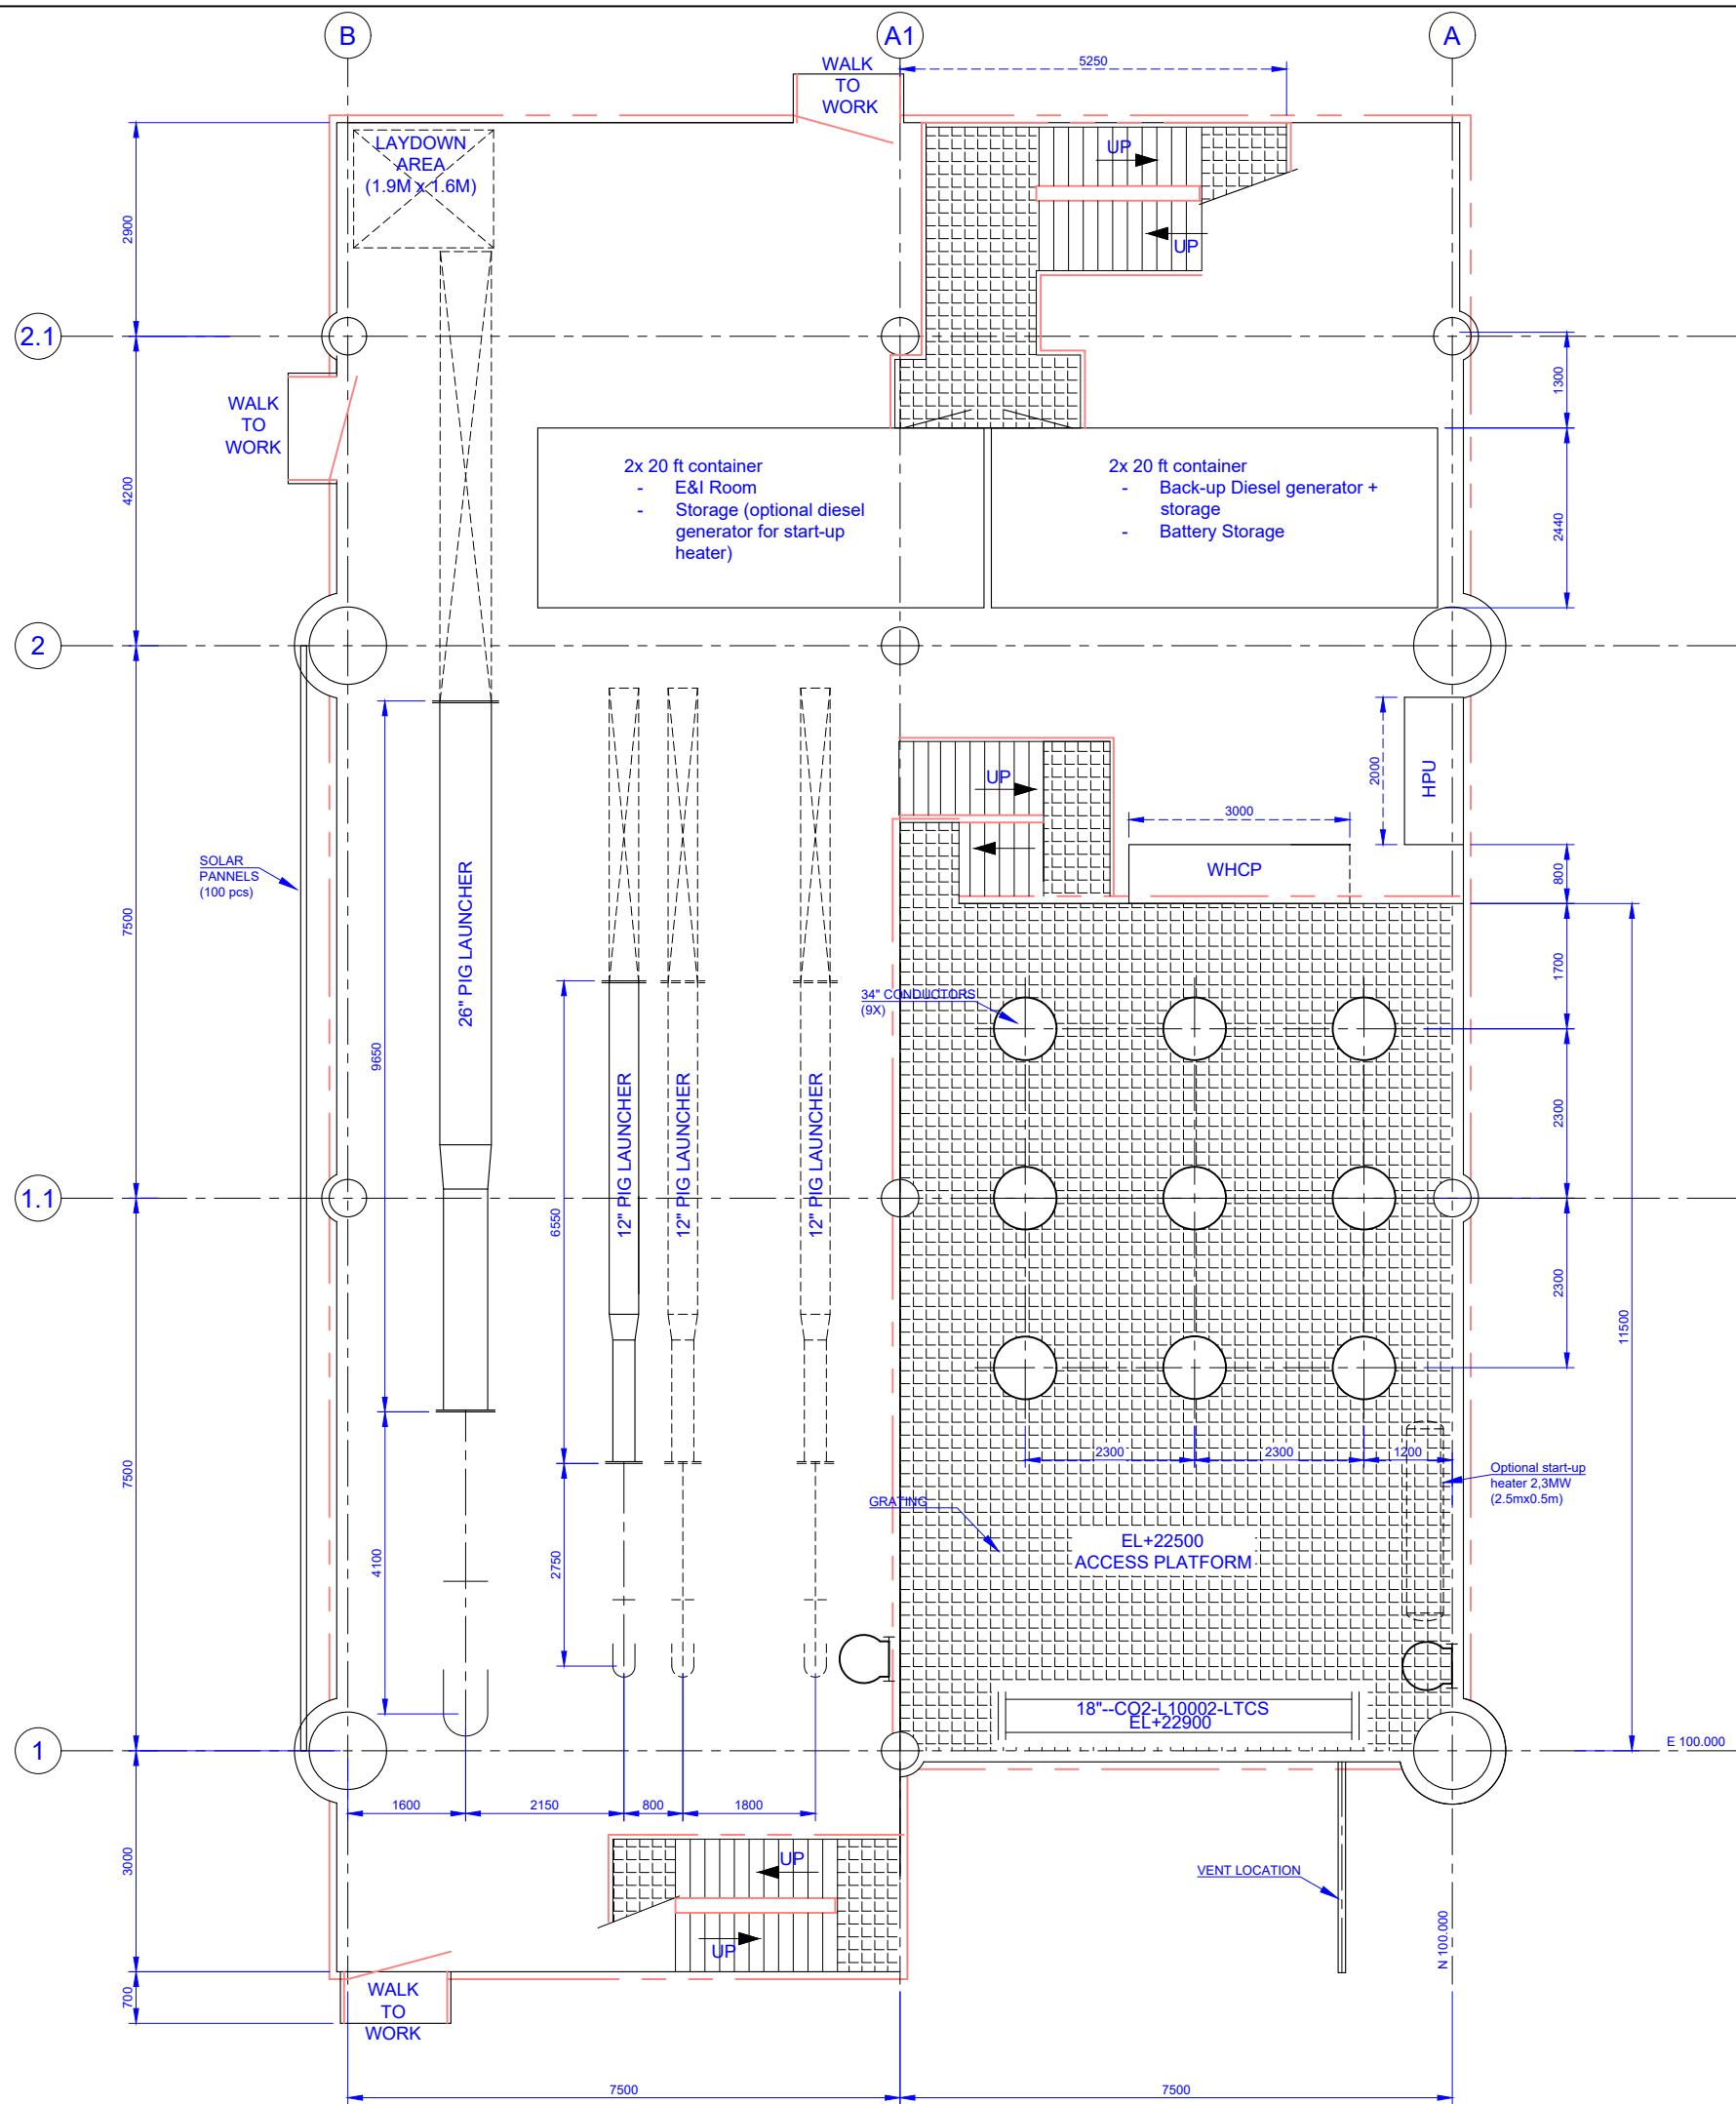 B
A1
A
WALK
TO
WORK
5250
LAYDOWN
AREA
(1.9M x 1.6M)
UP
UP
2900
2.1
1300
WALK
TO
WORK
4200
2x 20 ft container
- E&I Room
- Storage (optional diesel
generator for start-up
heater)
2x 20 ft container
- Back-up Diesel generator +
storage
- Battery Storage
2440
2
UP
2000
HPU
3000
WHCP
800
SOLAR
PANNELS
(100 pcs)
26" PIG LAUNCHER
7500
1700
34" CONDUCTORS
(9X)
9650
12" PIG LAUNCHER
12" PIG LAUNCHER
12" PIG LAUNCHER
2300
1.1
6550
2300
11500
2300
2300
1200
Optional start-up
heater 2,3MW
(2.5mx0.5m)
7500
GRATING
EL+22500
ACCESS PLATFORM
4100
2750
18"--CO2-L10002-LTCS
EL+22900
1
E 100.000
1600
2150
800
1800
3000
UP
UP
VENT LOCATION
N 100.000
700
WALK
TO
WORK
7500
7500